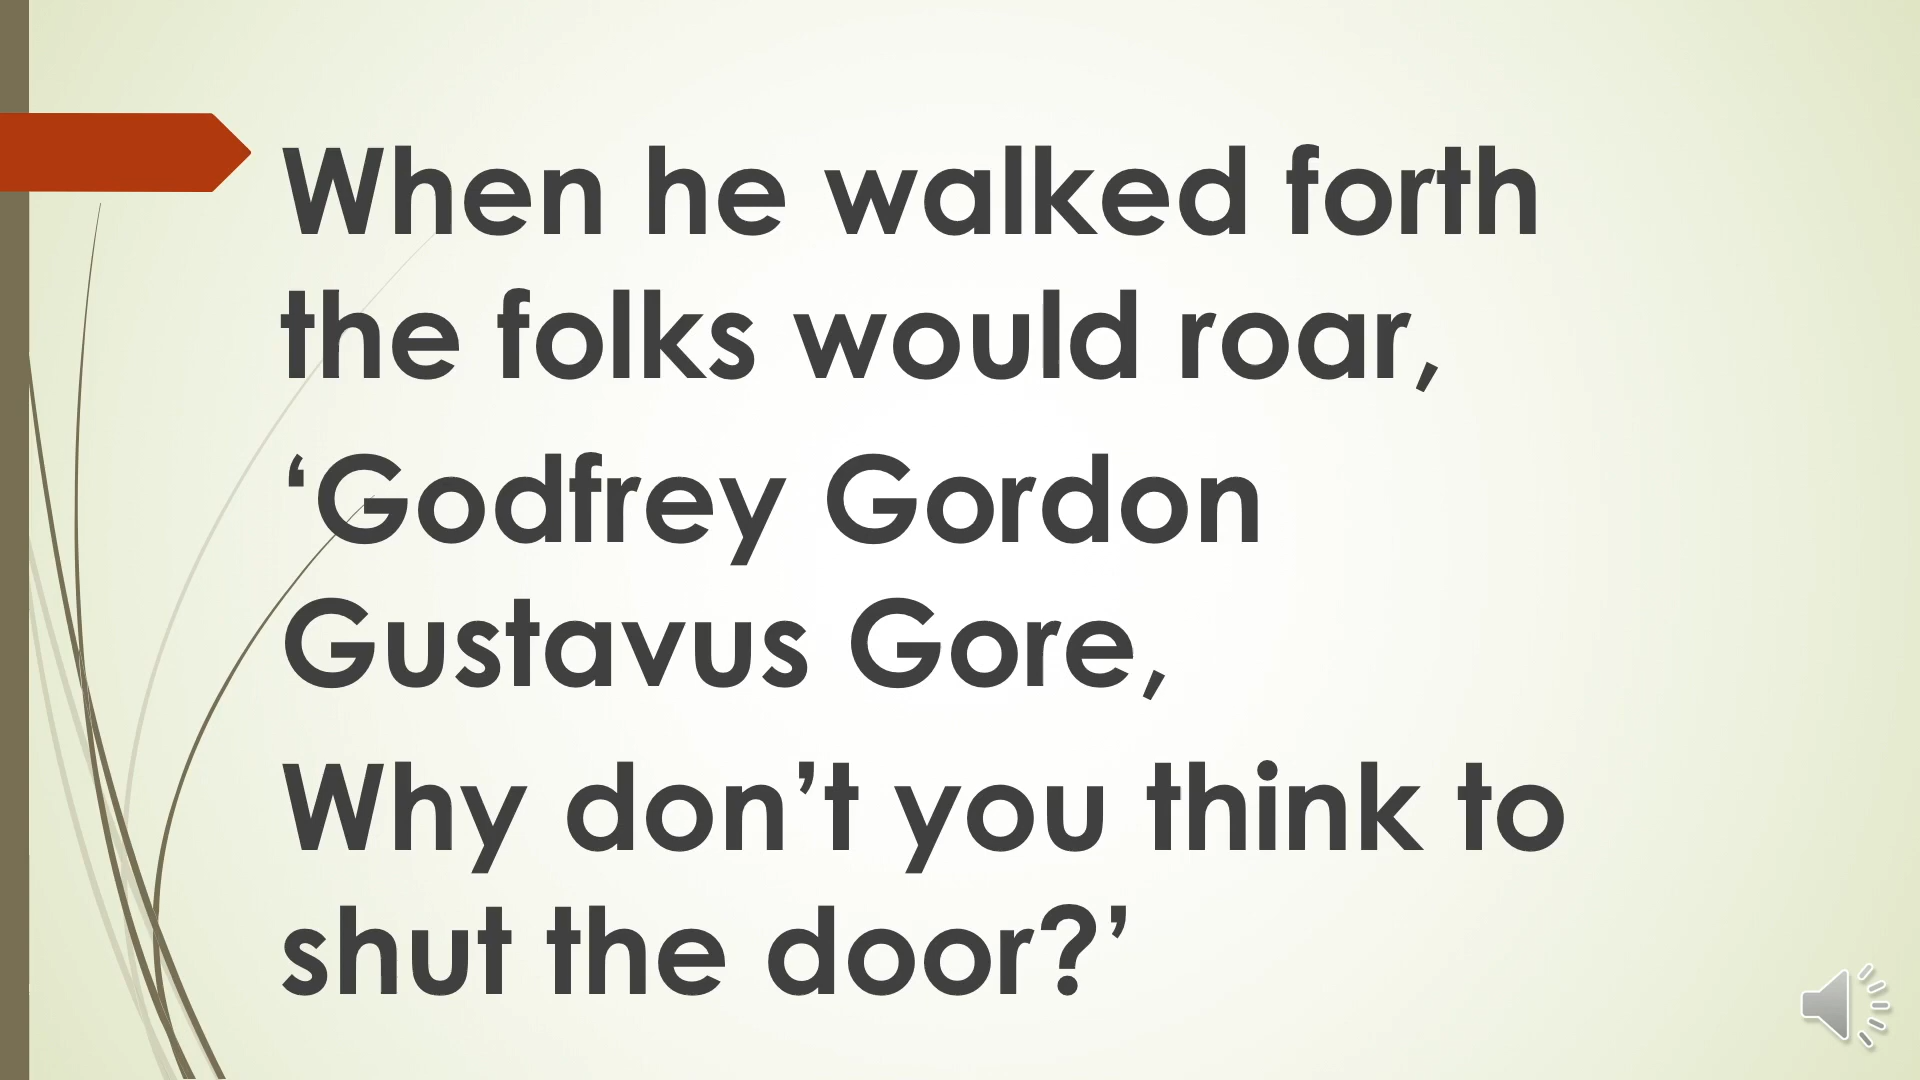 When he walked forth
the folks would roar,
‘Godfrey Gordon
Gustavus Gore,
Why don’t you think to
shut the door?’